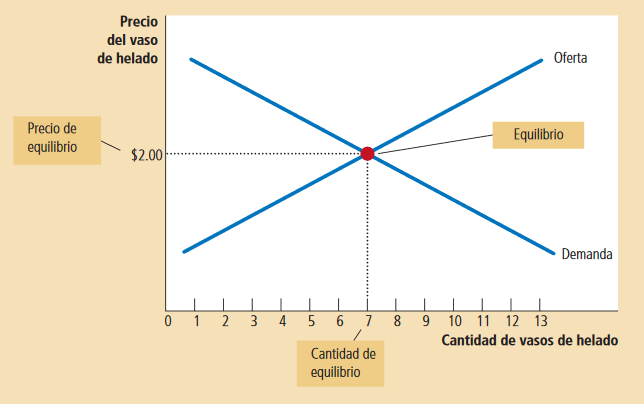 Precio
del vaso
de helado
Oferta
Precio de
equilibrio
$2.00
Equilibrio
Demanda
0 1 2 3 4 5 6 7 8 9 10 11 12 13
Cantidad de vasos de helado
Cantidad de
equilibrio